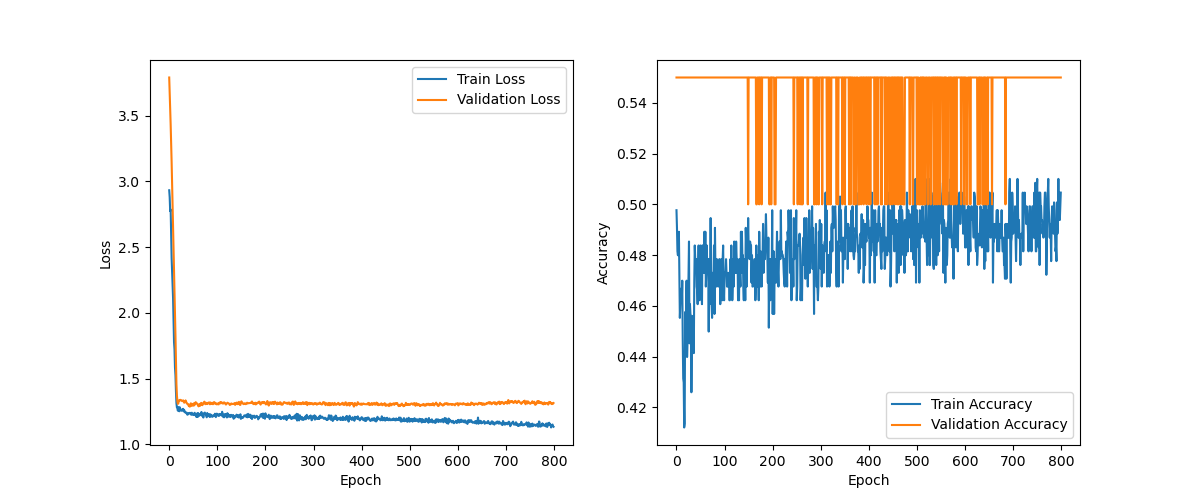 Train Loss
Validation Loss
3.5
3.0
2.5
2.0
1.5
1.0
Loss
0 100 200 300 400 500 600 700 800
Epoch
0.54
0.52
0.50
0.48
0.46
0.44
0.42
Accuracy
Train Accuracy
Validation Accuracy
0 100 200 300 400 500 600 700 800
Epoch